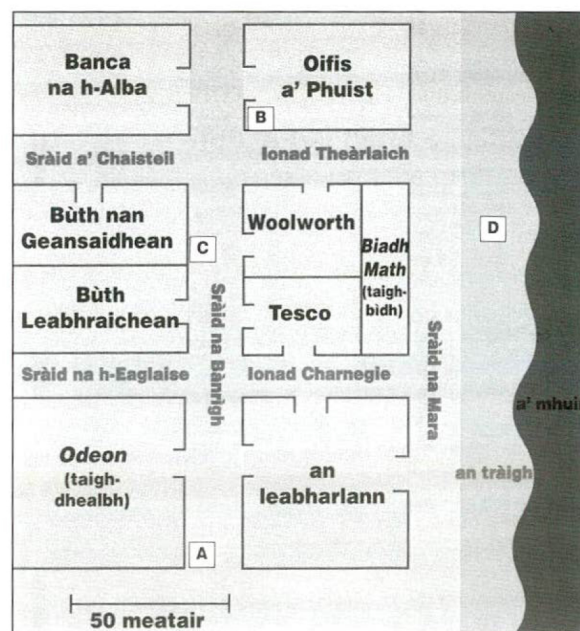 Banca
na h-Alba
Oifis
a' Phuist
B
Sràid a' Chaisteil
Ionad Theàrlaich
Bùth nan
Geansaidhean
C
Woolworth
Biadh
Math
(taigh-
bìdh)
D
Bùth
Leabhraichean
Sràid na Bànrigh
Tesco
Sràid na Mara
Sràid na h-Eaglaise
Ionad Charnegie
a' mhuir
Odeon
(taigh-
dhealbh)
an
leabharlann
an tràigh
A
50 meatair